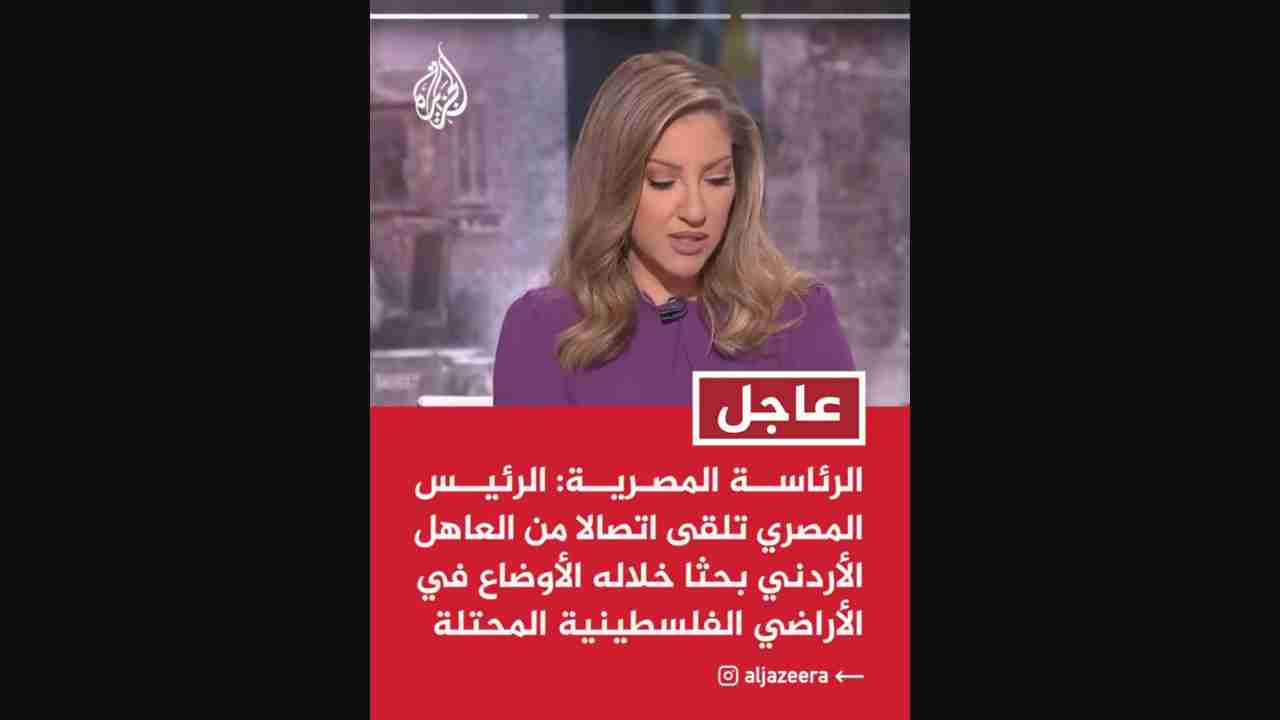 الجزيرة
عاجل
الرئاسة المصرية: الرئيس
المصري تلقى اتصالا من العاهل
الأردني بحثا خلاله الأوضاع في
الأراضي الفلسطينية المحتلة
aljazeera